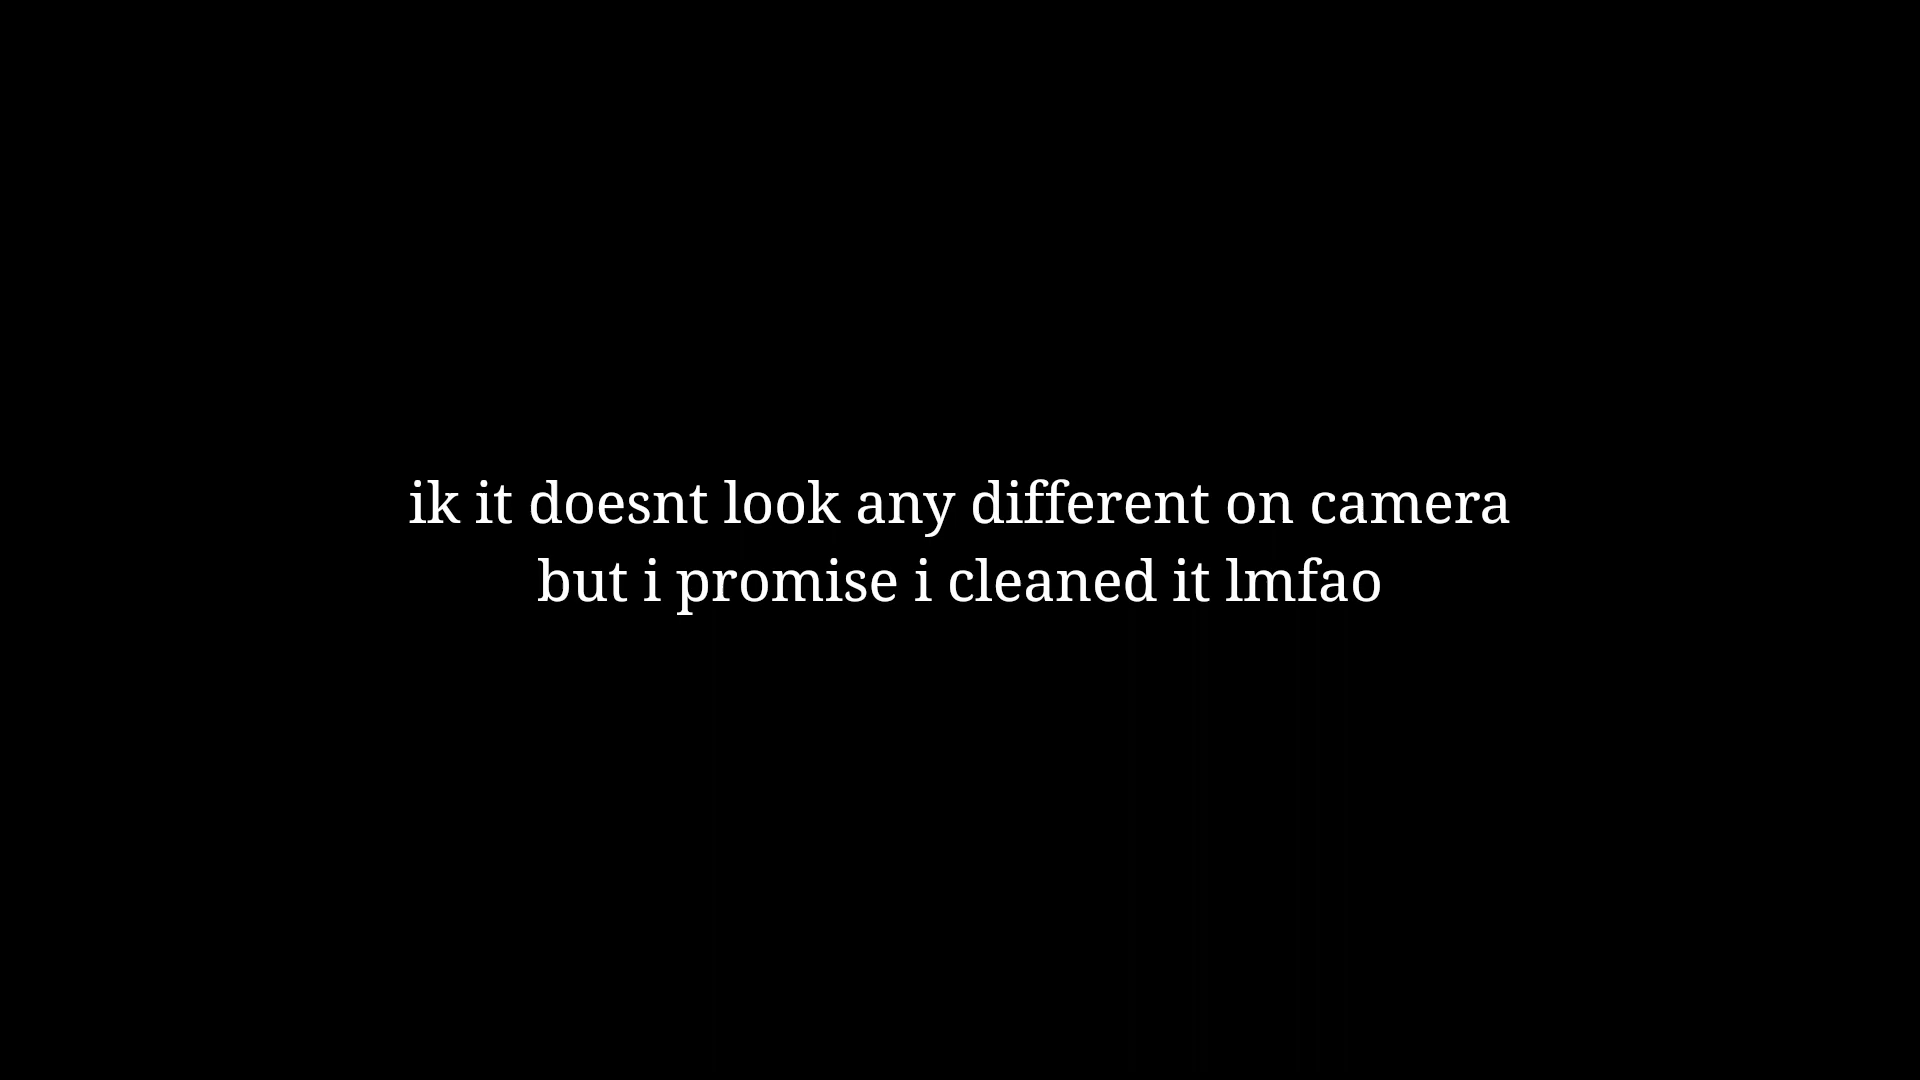 ik it doesnt look any different on camera
but i promise i cleaned it lmfao